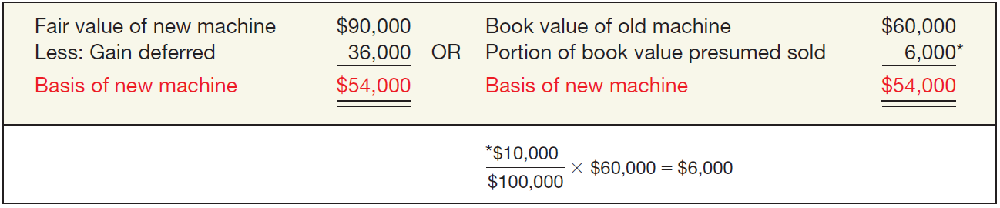 Fair value of new machine $90,000 Book value of old machine $60,000
Less: Gain deferred 36,000 OR Portion of book value presumed sold 6,000*
Basis of new machine $54,000 Basis of new machine $54,000
*$10,000
$100,000
× $60,000 = $6,000